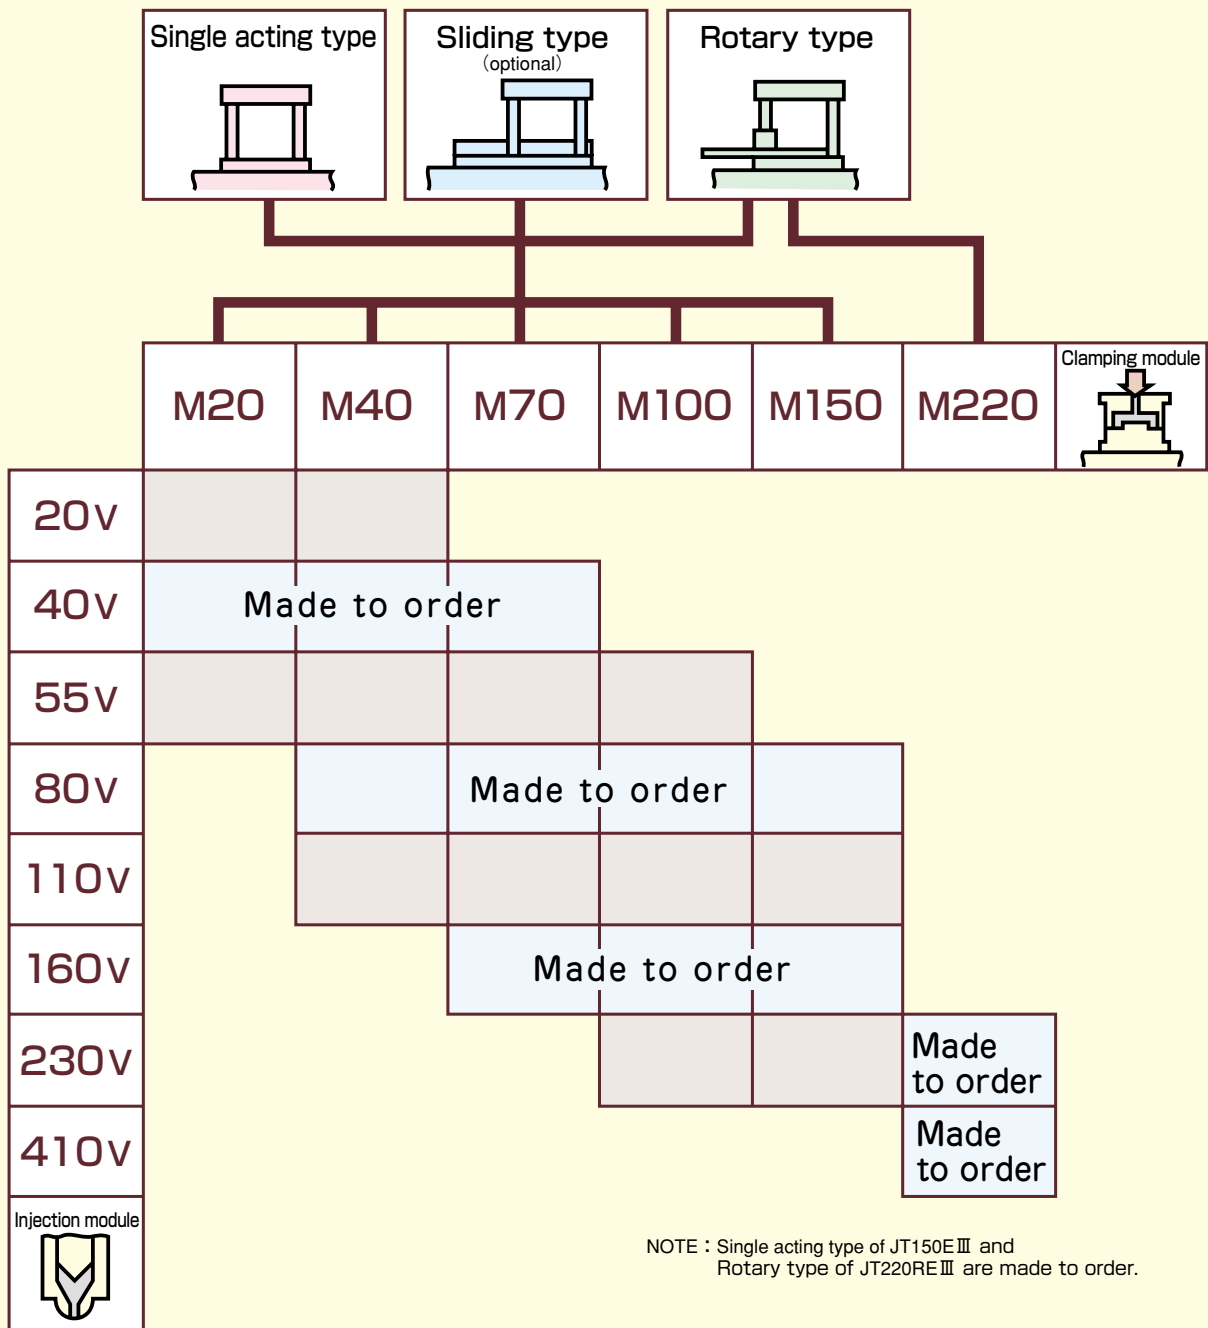 Single acting type
Sliding type
(optional)
Rotary type
M20
M40
M70
M100
M150
M220
Clamping module
20V
40V
Made to order
55V
80V
Made to order
110V
160V
Made to order
230V
Made
to order
410V
Made
to order
Injection module
NOTE : Single acting type of JT150EⅢ and
Rotary type of JT220REⅢ are made to order.